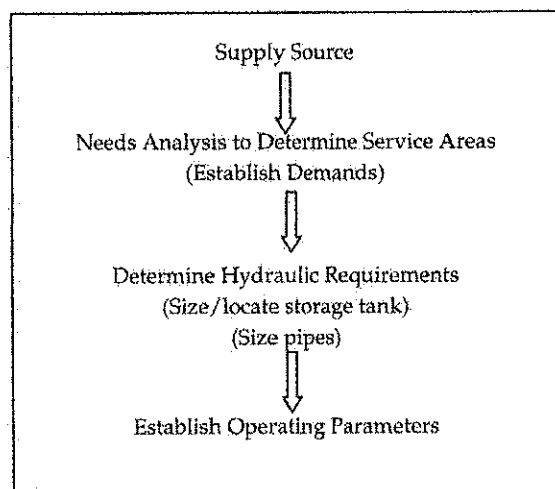 Supply Source
Needs Analysis to Determine Service Areas
(Establish Demands)
Determine Hydraulic Requirements
(Size/locate storage tank)
(Size pipes)
Establish Operating Parameters